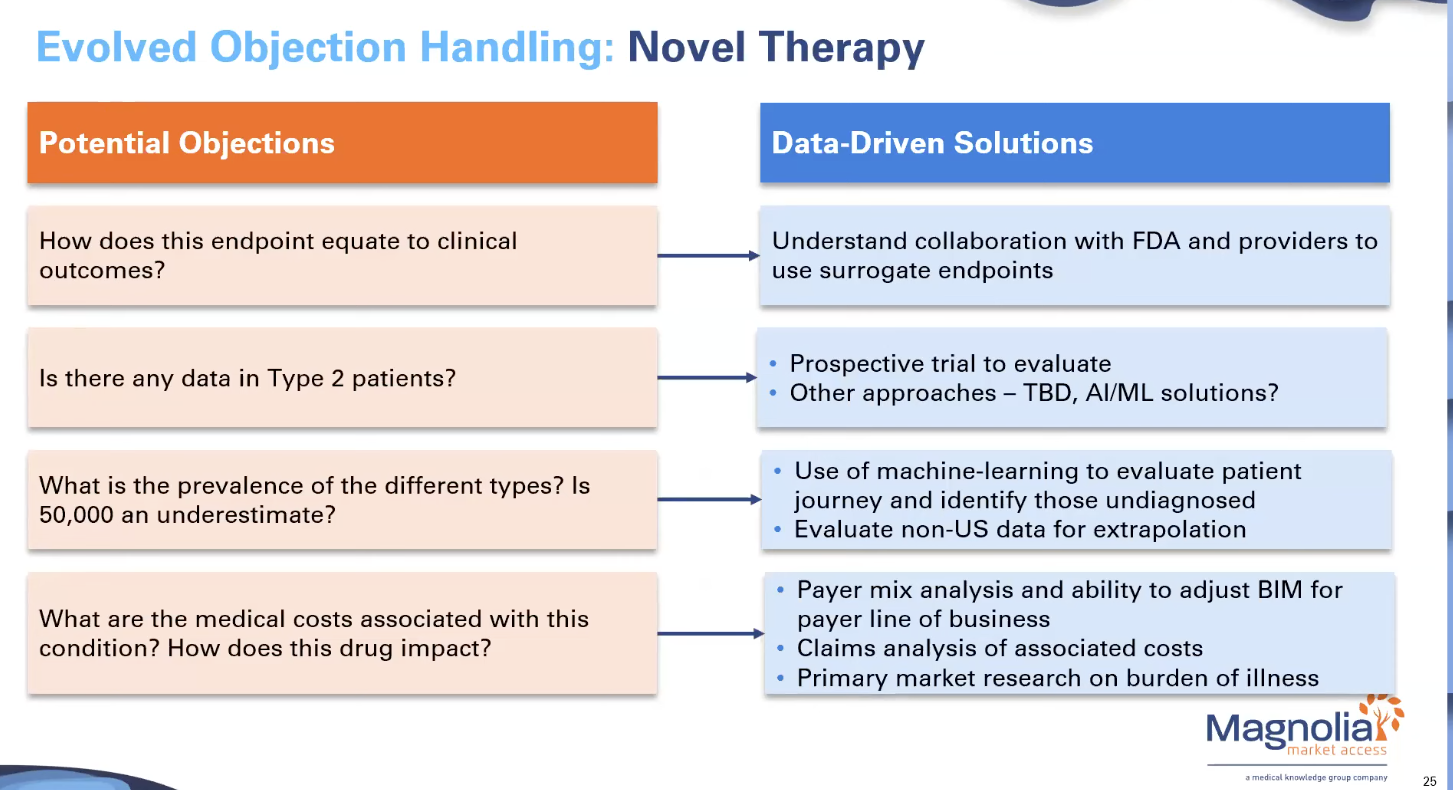 Evolved Objection Handling: Novel Therapy
Potential Objections
Data-Driven Solutions
How does this endpoint equate to clinical
outcomes?
Understand collaboration with FDA and providers to
use surrogate endpoints
Is there any data in Type 2 patients?
• Prospective trial to evaluate
• Other approaches – TBD, AI/ML solutions?
What is the prevalence of the different types? Is
50,000 an underestimate?
• Use of machine-learning to evaluate patient
journey and identify those undiagnosed
• Evaluate non-US data for extrapolation
What are the medical costs associated with this
condition? How does this drug impact?
• Payer mix analysis and ability to adjust BIM for
payer line of business
• Claims analysis of associated costs
• Primary market research on burden of illness
Magnolia
market access
a medical knowledge group company
25